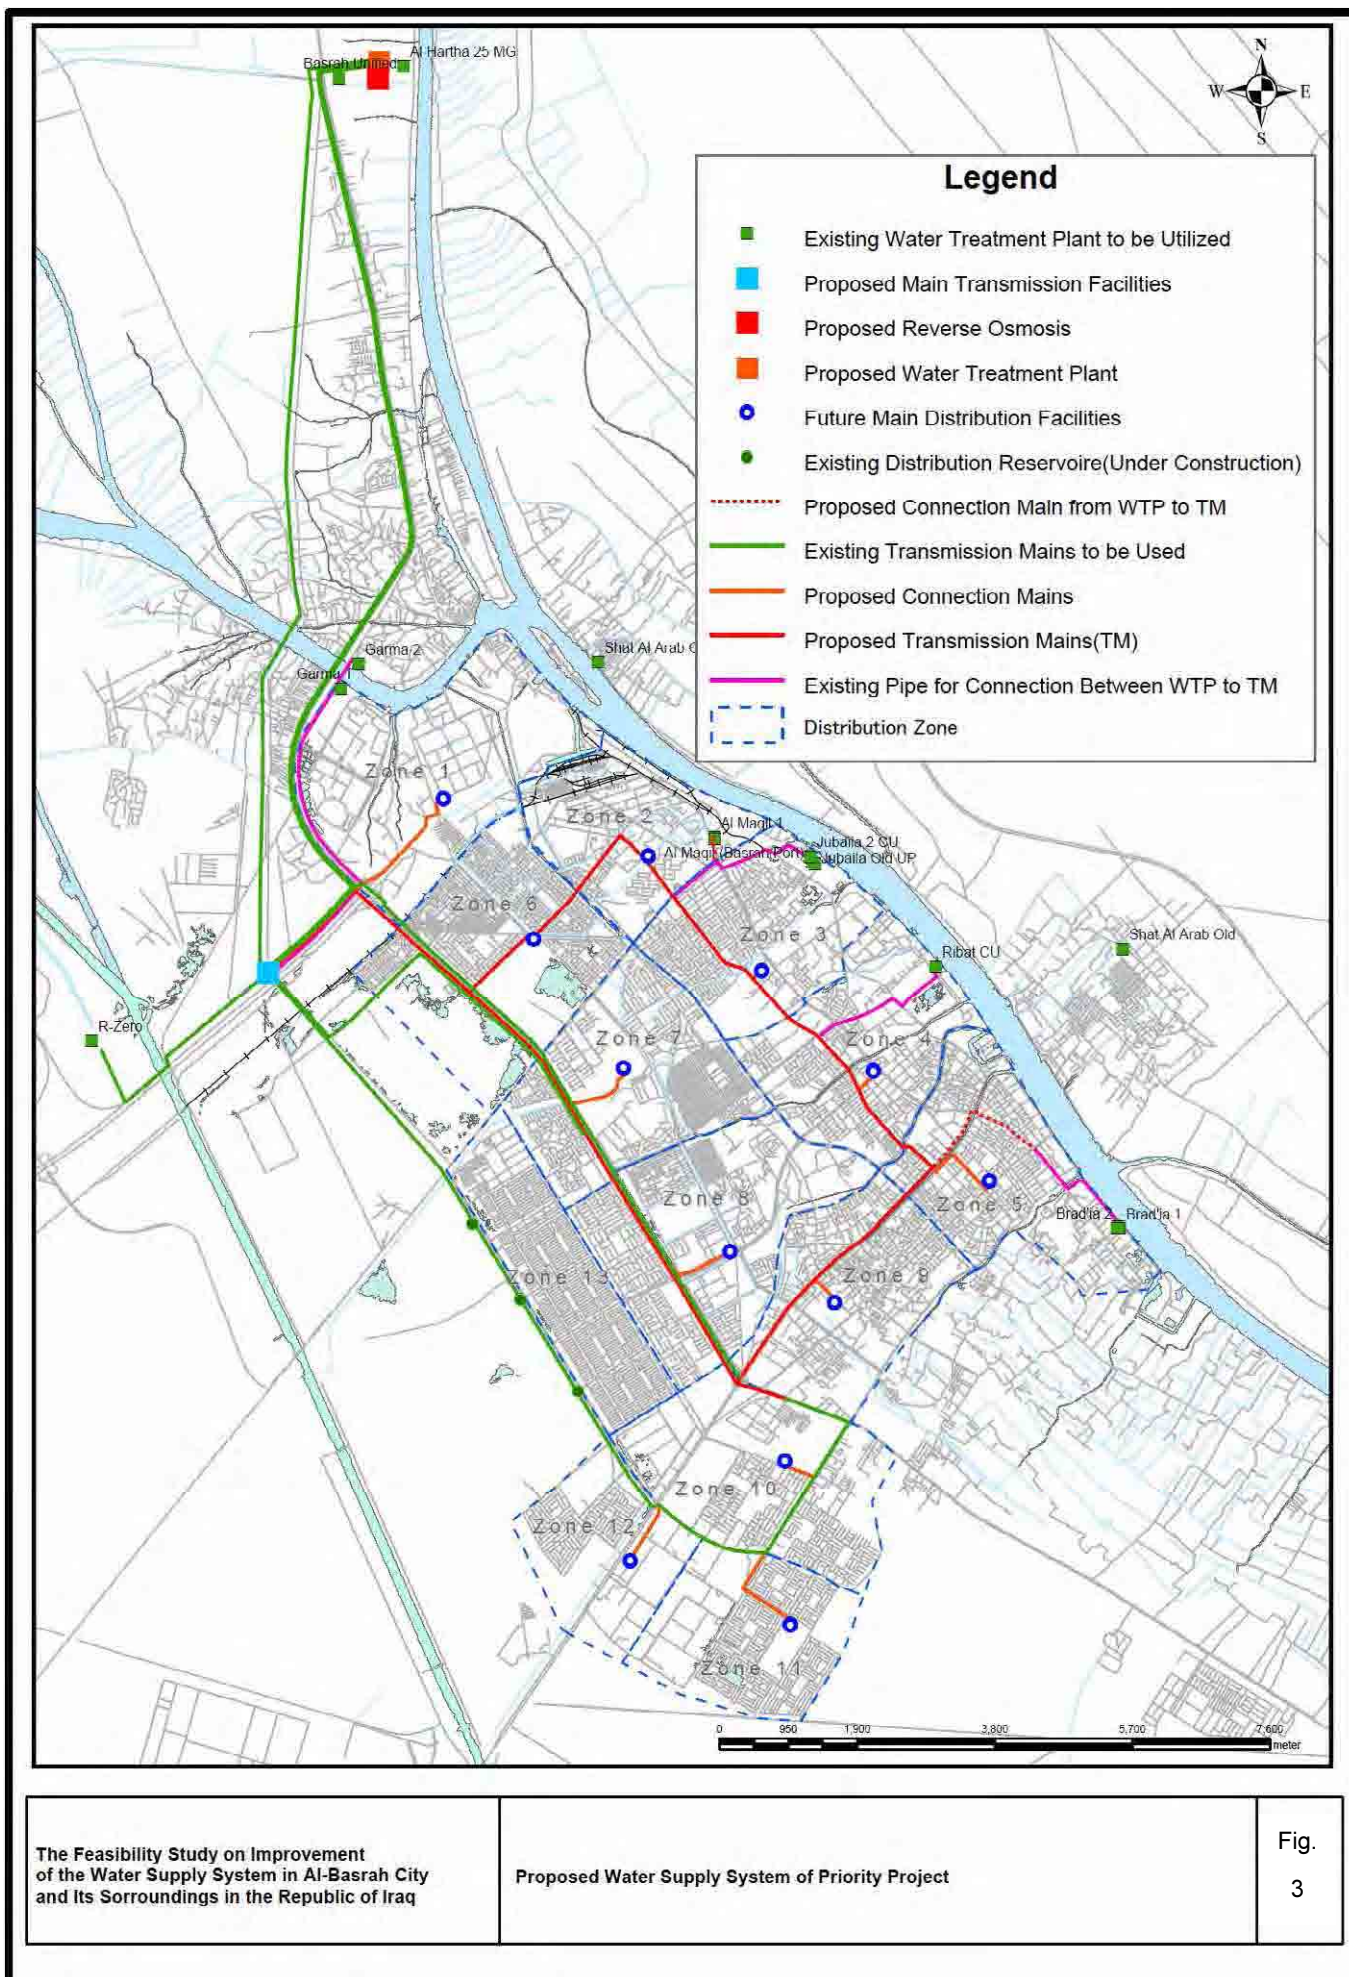 Basrah Unified
Al Hartha 25 MG
N
W
E
S
Legend
Existing Water Treatment Plant to be Utilized
Proposed Main Transmission Facilities
Proposed Reverse Osmosis
Proposed Water Treatment Plant
Future Main Distribution Facilities
Existing Distribution Reservoire(Under Construction)
Proposed Connection Main from WTP to TM
Existing Transmission Mains to be Used
Proposed Connection Mains
Proposed Transmission Mains(TM)
Existing Pipe for Connection Between WTP to TM
Distribution Zone
Garma 2
Garma 1
Shat Al Arab
Zone 1
Zone 2
Al Maqil 1
Al Maqil (Basrah Port)
Jubaila 2 CU
Jubaila Old UP
Zone 6
Zone 3
Ribat CU
Shat Al Arab Old
R-Zero
Zone 7
Zone 4
Zone 8
Zone 5
Brad'ia 2
Brad'ia 1
Zone 13
Zone 9
Zone 10
Zone 12
Zone 11
0 950 1,900 3,800 5,700 7,600
meter
The Feasibility Study on Improvement
of the Water Supply System in Al-Basrah City
and Its Sorroundings in the Republic of Iraq
Proposed Water Supply System of Priority Project
Fig.
3